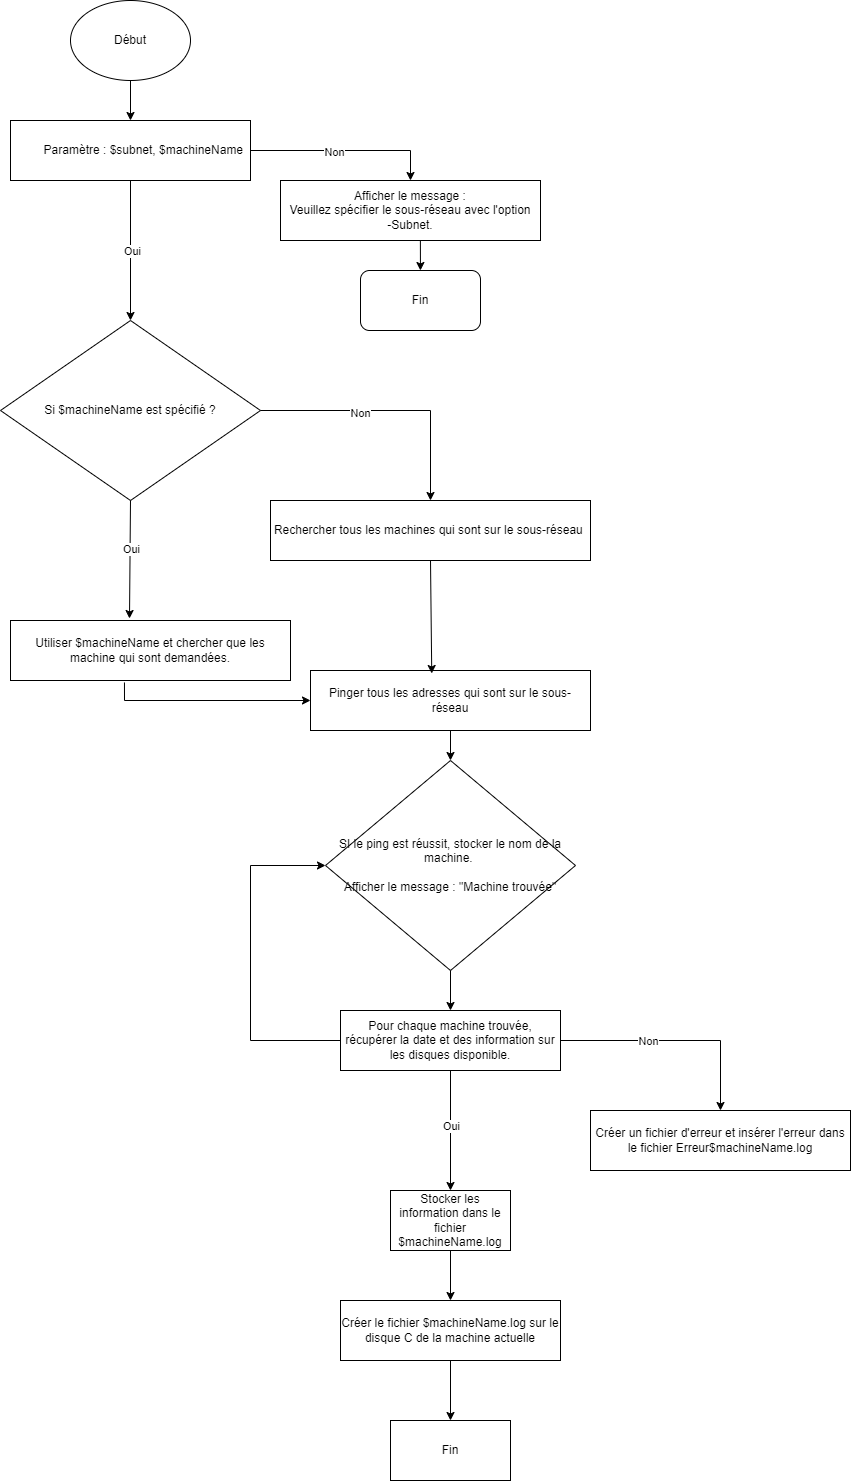 Début
Paramètre : $subnet, $machineName
Non
Afficher le message :
Veuillez spécifier le sous-réseau avec l'option
-Subnet.
Oui
Fin
Si $machineName est spécifié ?
Non
Rechercher tous les machines qui sont sur le sous-réseau
Oui
Utiliser $machineName et chercher que les
machine qui sont demandées.
Pinger tous les adresses qui sont sur le sous-
réseau
SI le ping est réussit, stocker le nom de la
machine.
Afficher le message : "Machine trouvée"
Pour chaque machine trouvée,
récupérer la date et des information sur
les disques disponible.
Non
Créer un fichier d'erreur et insérer l'erreur dans
le fichier Erreur$machineName.log
Oui
Stocker les
information dans le
fichier
$machineName.log
Créer le fichier $machineName.log sur le
disque C de la machine actuelle
Fin